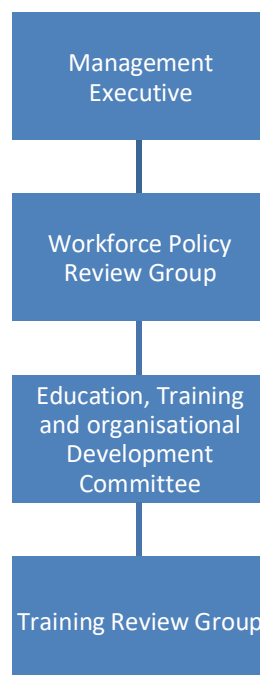 Management
Executive
Workforce Policy
Review Group
Education, Training
and organisational
Development
Committee
Training Review Group